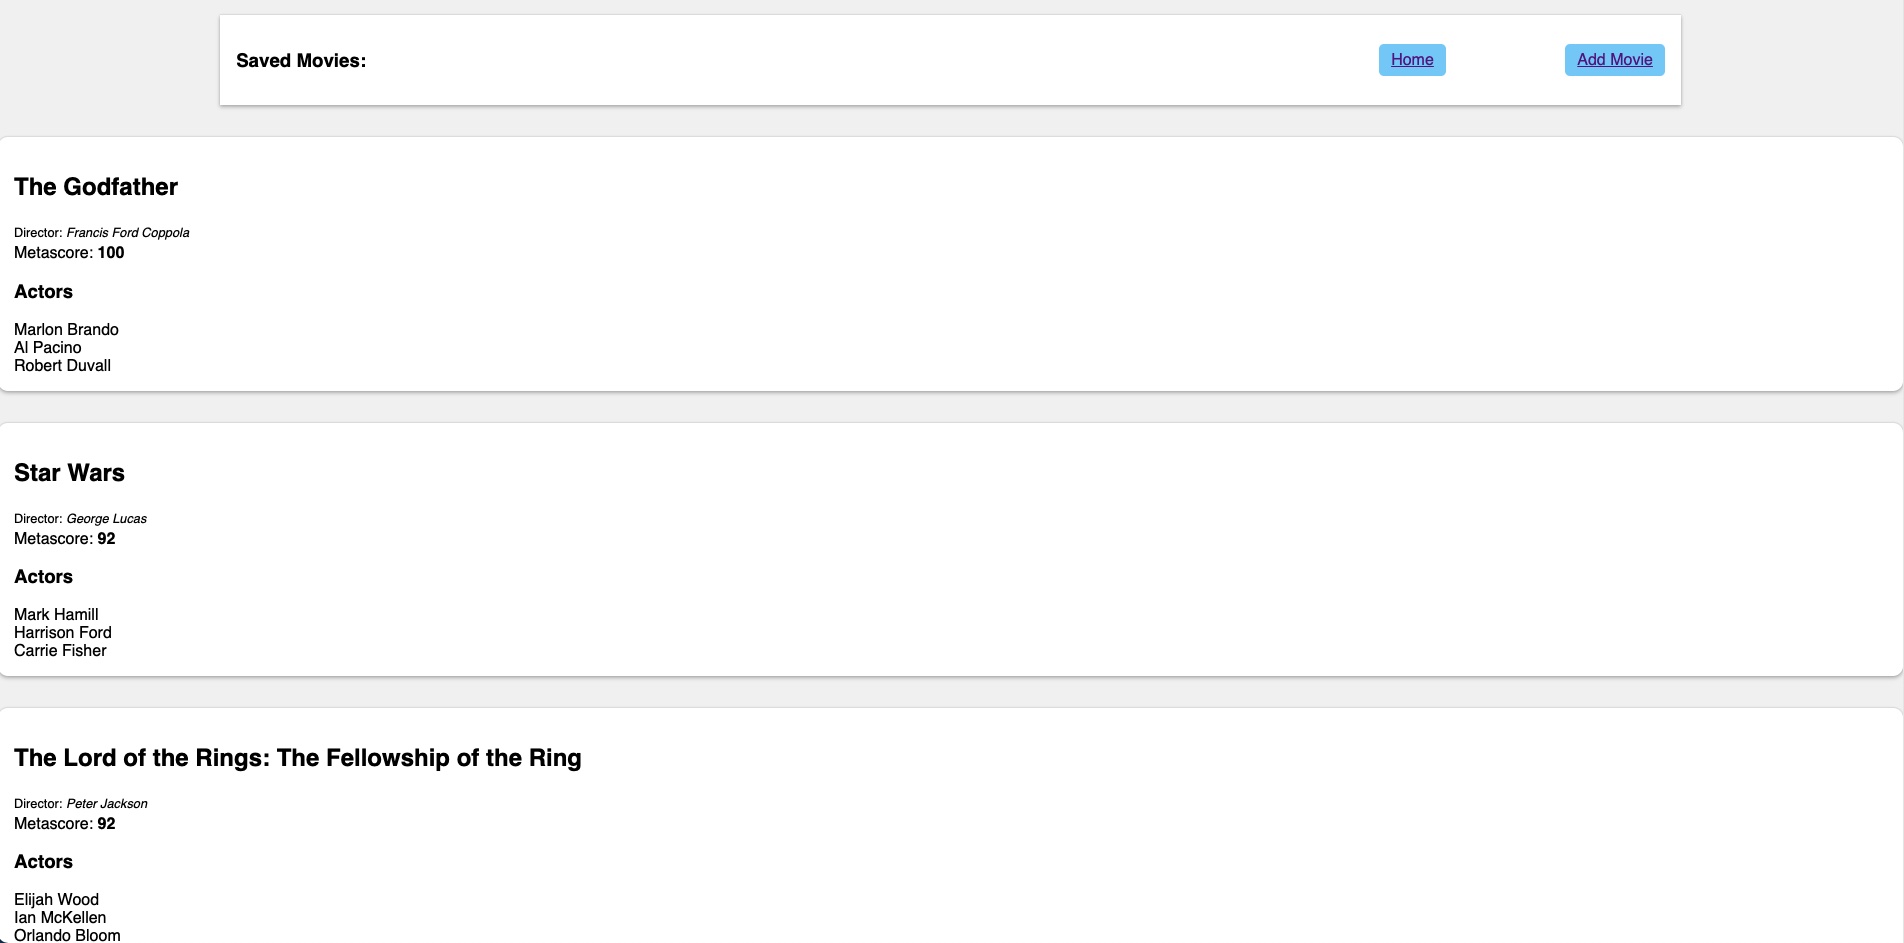 Saved Movies: Home Add Movie
The Godfather
Director: Francis Ford Coppola
Metascore: 100
Actors
Marlon Brando
Al Pacino
Robert Duvall
Star Wars
Director: George Lucas
Metascore: 92
Actors
Mark Hamill
Harrison Ford
Carrie Fisher
The Lord of the Rings: The Fellowship of the Ring
Director: Peter Jackson
Metascore: 92
Actors
Elijah Wood
Ian McKellen
Orlando Bloom